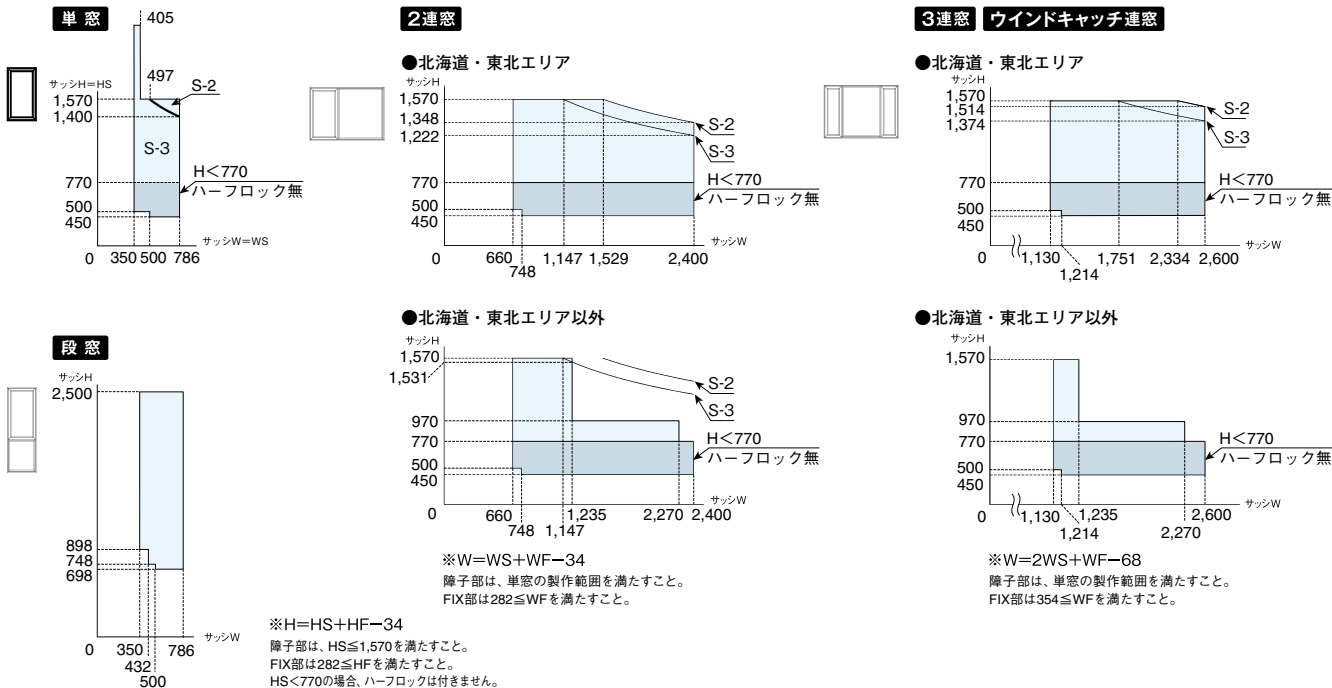 単窓
405
497
S-2
サッシH=HS
1,570
1,400
S-3
H<770
ハーフロック無
770
500
450
サッシW=WS
0 350 500 786
2連窓
●北海道・東北エリア
サッシH
1,570
1,348
1,222
S-2
S-3
770
H<770
ハーフロック無
500
450
サッシW
0 660 1,147 1,529 2,400
748
3連窓 ウインドキャッチ連窓
●北海道・東北エリア
サッシH
1,570
1,514
1,374
S-2
S-3
770
H<770
ハーフロック無
500
450
サッシW
0 1,130 1,751 2,334 2,600
1,214
段窓
サッシH
2,500
898
748
698
サッシW
0 350 786
432
500
※H=HS+HF−34
障子部は、HS≦1,570を満たすこと。
FIX部は282≦HFを満たすこと。
HS<770の場合、ハーフロックは付きません。
●北海道・東北エリア以外
サッシH
1,570
1,531
S-2
S-3
970
770
H<770
ハーフロック無
500
450
サッシW
0 660 1,235 2,270 2,400
748 1,147
※W=WS+WF−34
障子部は、単窓の製作範囲を満たすこと。
FIX部は282≦WFを満たすこと。
●北海道・東北エリア以外
サッシH
1,570
970
770
H<770
ハーフロック無
500
450
サッシW
0 1,130 1,235 2,600
1,214 2,270
※W=2WS+WF−68
障子部は、単窓の製作範囲を満たすこと。
FIX部は354≦WFを満たすこと。